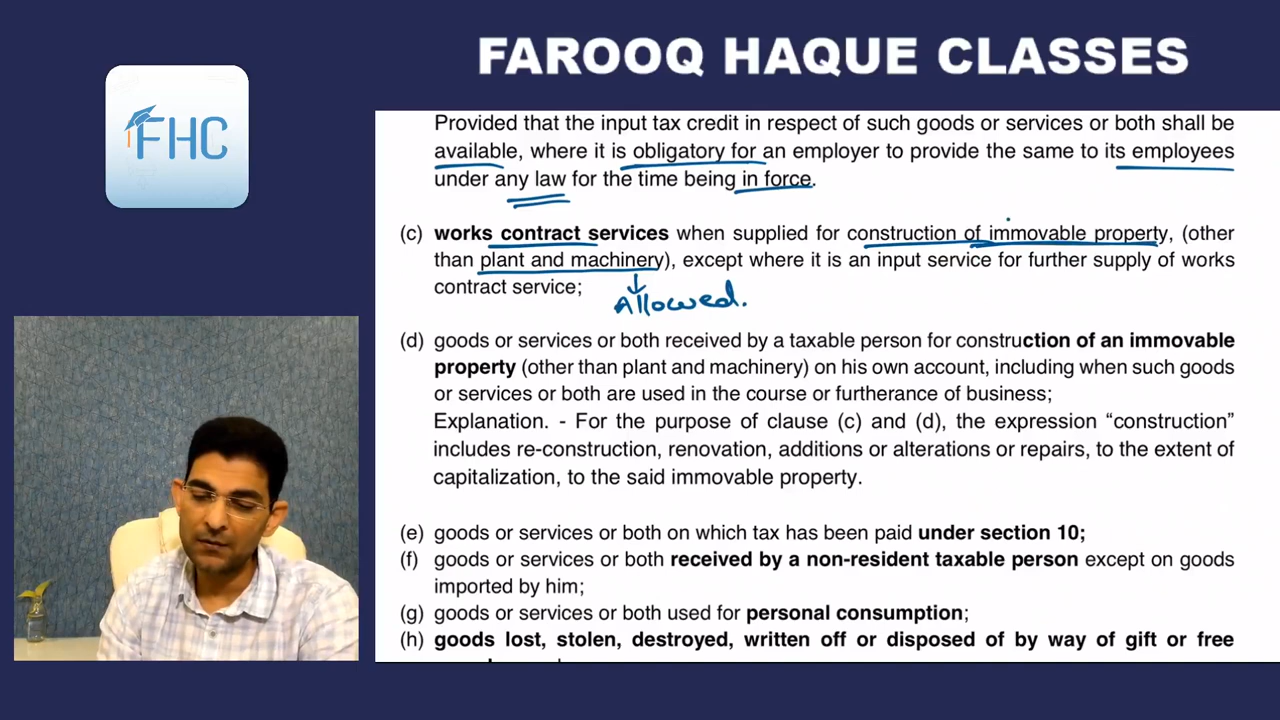 FAROOQ HAQUE CLASSES
FHC
Provided that the input tax credit in respect of such goods or services or both shall be
available, where it is obligatory for an employer to provide the same to its employees
under any law for the time being in force.
(c) works contract services when supplied for construction of immovable property, (other
than plant and machinery), except where it is an input service for further supply of works
contract service;
Allowed.
(d) goods or services or both received by a taxable person for construction of an immovable
property (other than plant and machinery) on his own account, including when such goods
or services or both are used in the course or furtherance of business;
Explanation. - For the purpose of clause (c) and (d), the expression “construction”
includes re-construction, renovation, additions or alterations or repairs, to the extent of
capitalization, to the said immovable property.
(e) goods or services or both on which tax has been paid under section 10;
(f) goods or services or both received by a non-resident taxable person except on goods
imported by him;
(g) goods or services or both used for personal consumption;
(h) goods lost, stolen, destroyed, written off or disposed of by way of gift or free